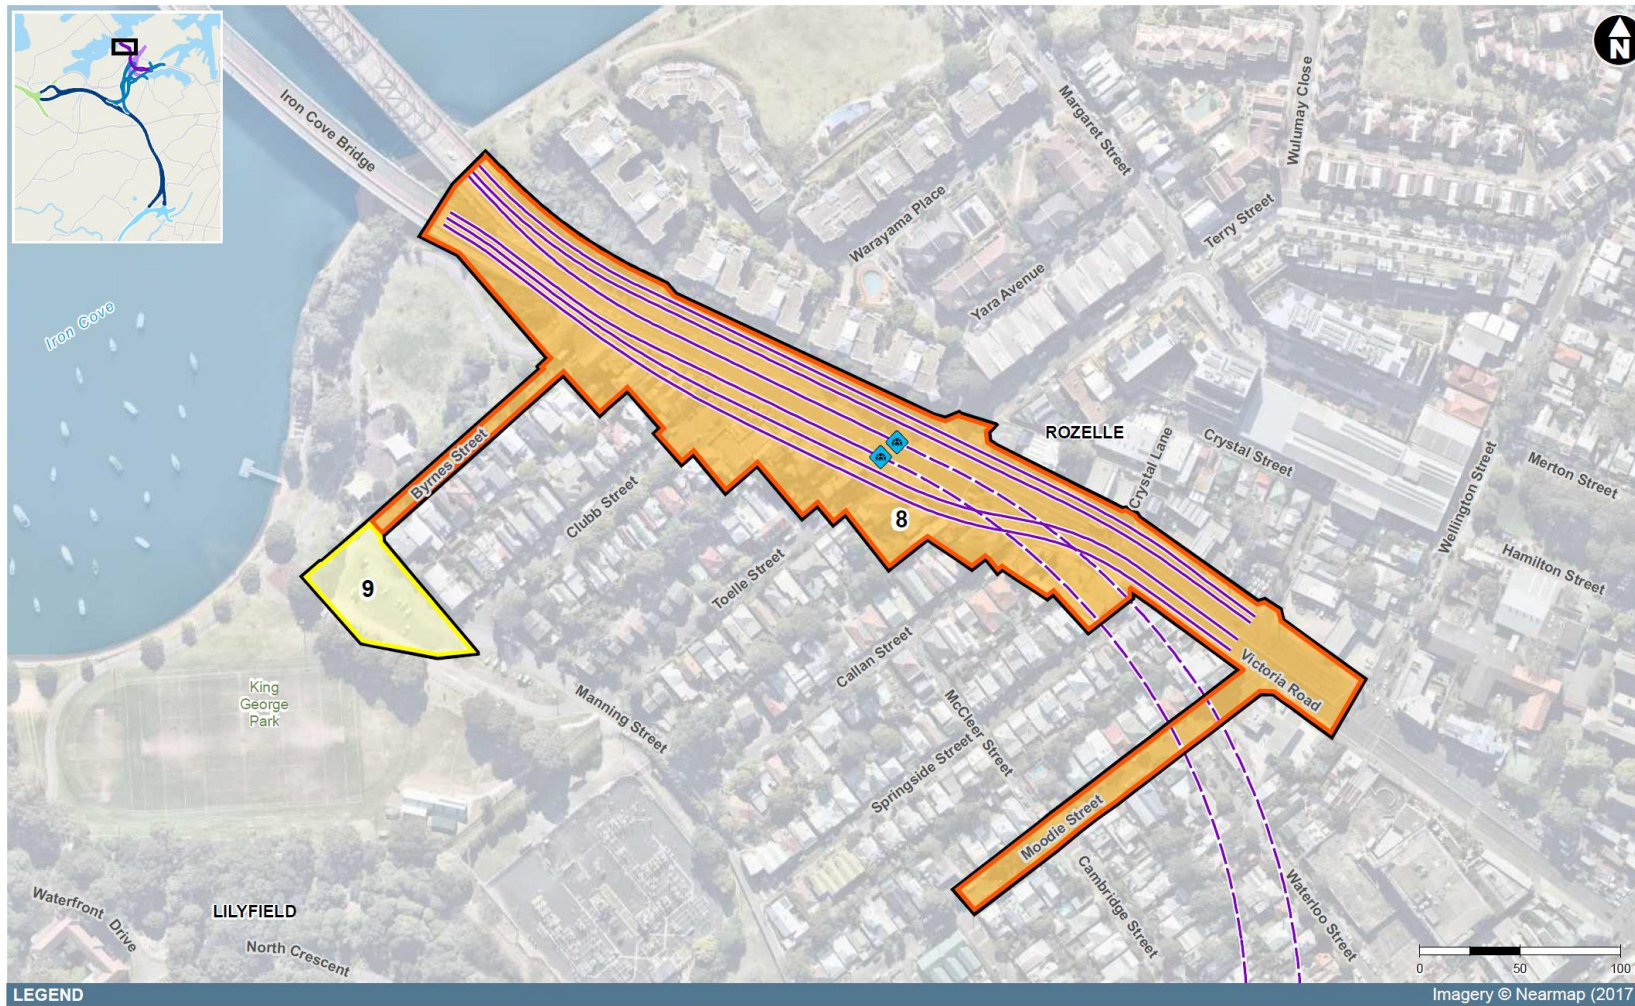 N
Iron Cove Bridge
Margaret Street
Wulumay Close
Warayama Place
Terry Street
Yara Avenue
Iron Cove
ROZELLE
Crystal Lane
Crystal Street
Wellington Street
Merton Street
Byrnes Street
Clubb Street
8
Hamilton Street
9
Toelle Street
Callan Street
Victoria Road
King
George
Park
Manning Street
McCleer Street
Springside Street
Moodie Street
Cambridge Street
Waterloo Street
Waterfront Drive
LILYFIELD
North Crescent
0 50 100
LEGEND
Imagery © Nearmap (2017